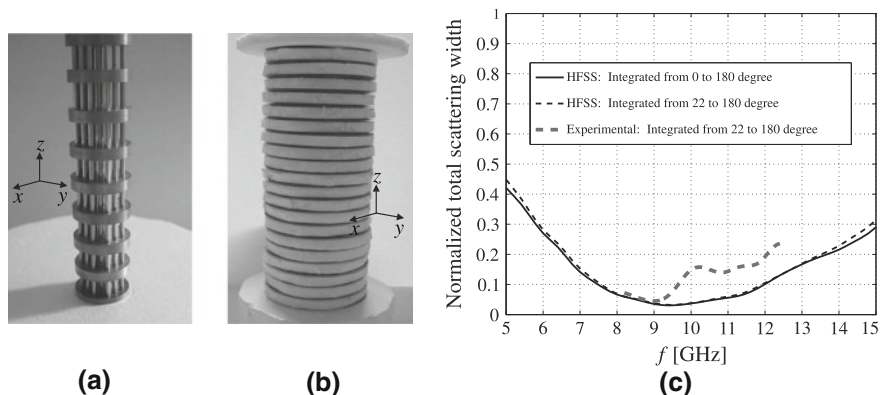 z
x
y
z
x
y
Normalized total scattering width
1
0.9
0.8
0.7
0.6
0.5
0.4
0.3
0.2
0.1
0
HFSS: Integrated from 0 to 180 degree
HFSS: Integrated from 22 to 180 degree
Experimental: Integrated from 22 to 180 degree
5 6 7 8 9 10 11 12 13 14 15
f [GHz]
(a) (b) (c)